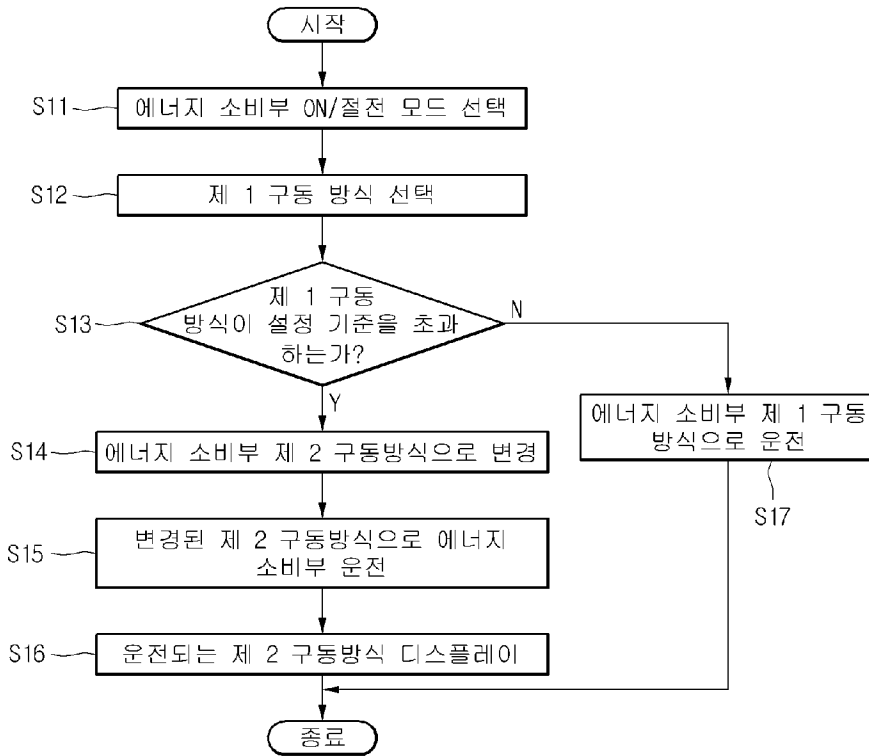 시작
S11
에너지 소비부 ON/절전 모드 선택
S12
제 1 구동 방식 선택
S13
제 1 구동
방식이 설정 기준을 초과
하는가?
N
Y
S14
에너지 소비부 제 2 구동방식으로 변경
에너지 소비부 제 1 구동
방식으로 운전
S17
S15
변경된 제 2 구동방식으로 에너지
소비부 운전
S16
운전되는 제 2 구동방식 디스플레이
종료